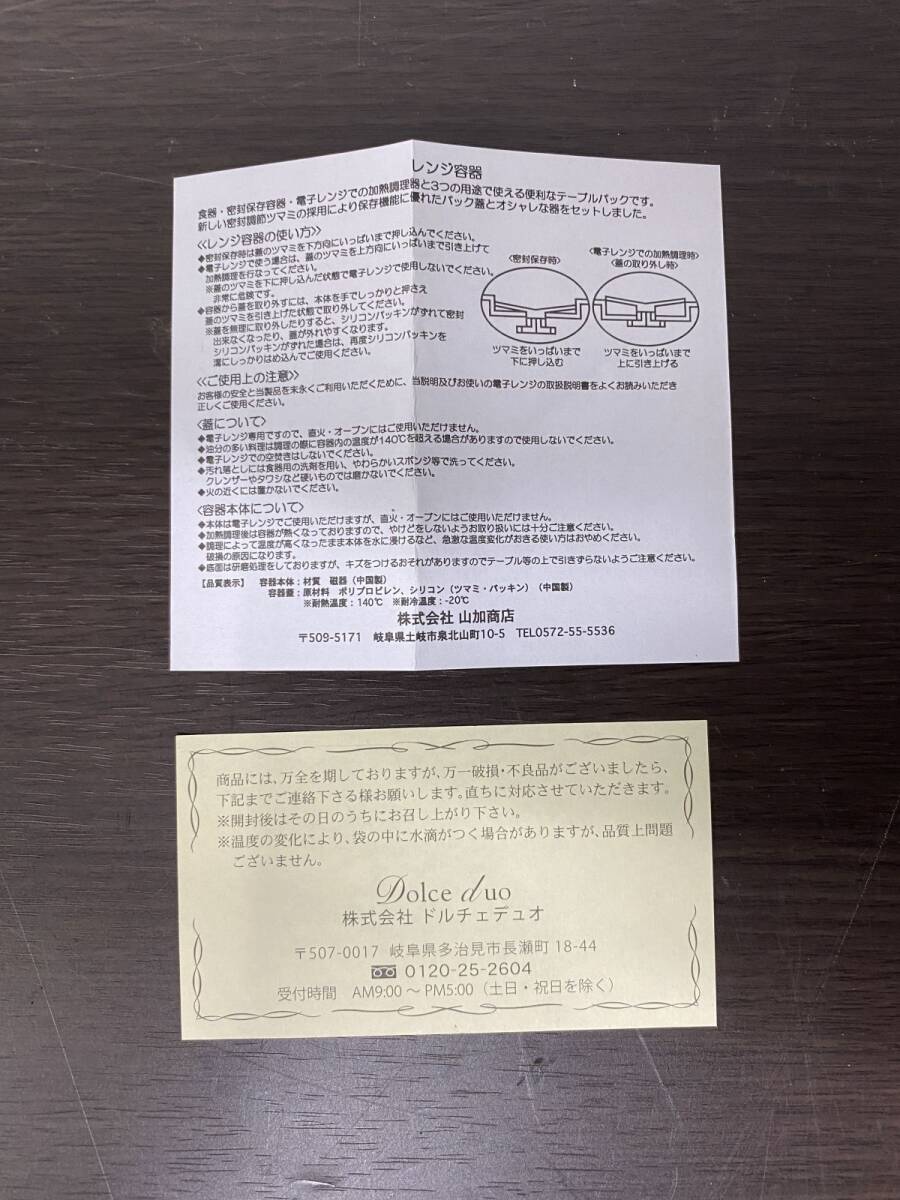 レンジ容器
食器・密封保存容器・電子レンジでの加熱調理器と3つの用途で使える便利なテーブルパックです。
新しい密封調節ツマミの採用により保存機能に優れたパック蓋とオシャレな器をセットしました。
≪レンジ容器の使い方≫
◆密封保存時は蓋のツマミを下方向にいっぱいまで押し込んでください。
◆電子レンジで使う場合は、蓋のツマミを上方向にいっぱいまで引き上げて
加熱調理を行なってください。
※蓋のツマミを下に押し込んだ状態で電子レンジで使用しないでください。
非常に危険です。
◆容器から蓋を取り外すには、本体を手でしっかりと押さえ
蓋のツマミを引き上げた状態で取り外してください。
※蓋を無理に取り外したりすると、シリコンパッキンがずれて密封
出来なくなったり、蓋が外れやすくなります。
シリコンパッキンがずれた場合は、再度シリコンパッキンを
溝にしっかりはめ込んでご使用ください。
〈密封保存時〉
ツマミをいっぱいまで
下に押し込む
〈電子レンジでの加熱調理時〉
〈蓋の取り外し時〉
ツマミをいっぱいまで
上に引き上げる
≪ご使用上の注意≫
お客様の安全と当製品を末永くご利用いただくために、当説明及びお使いの電子レンジの取扱説明書をよくお読みいただき
正しくご使用ください。
〈蓋について〉
◆電子レンジ専用ですので、直火・オーブンにはご使用いただけません。
◆油分の多い料理は調理の際に容器内の温度が140℃を超える場合がありますので使用しないでください。
◆電子レンジでの空焚きはしないでください。
◆汚れ落としには食器用の洗剤を用い、やわらかいスポンジ等で洗ってください。
クレンザーやタワシなど硬いものでは磨かないでください。
◆火の近くには置かないでください。
〈容器本体について〉
◆本体は電子レンジでご使用いただけますが、直火・オーブンにはご使用いただけません。
◆加熱調理後は容器が熱くなっておりますので、やけどをしないようお取り扱いには十分ご注意ください。
◆調理によって温度が高くなったまま本体を水に浸けるなど、急激な温度変化がおきる使い方はおやめください。
破損の原因になります。
◆底面は研磨処理をしておりますが、キズをつけるおそれがありますのでテーブル等の上で引きずらないようご注意ください。
【品質表示】 容器本体：材質 磁器（中国製）
容器蓋：原材料 ポリプロピレン、シリコン（ツマミ・パッキン）（中国製）
※耐熱温度：140℃ ※耐冷温度：-20℃
株式会社 山加商店
〒509-5171 岐阜県土岐市泉北山町10-5 TEL0572-55-5536
商品には、万全を期しておりますが、万一破損・不良品がございましたら、
下記までご連絡下さる様お願いします。直ちに対応させていただきます。
※開封後はその日のうちにお召し上がり下さい。
※温度の変化により、袋の中に水滴がつく場合がありますが、品質上問題
ございません。
Dolce duo
株式会社 ドルチェデュオ
〒507-0017 岐阜県多治見市長瀬町 18-44
0120-25-2604
受付時間 AM9:00～PM5:00（土日・祝日を除く）